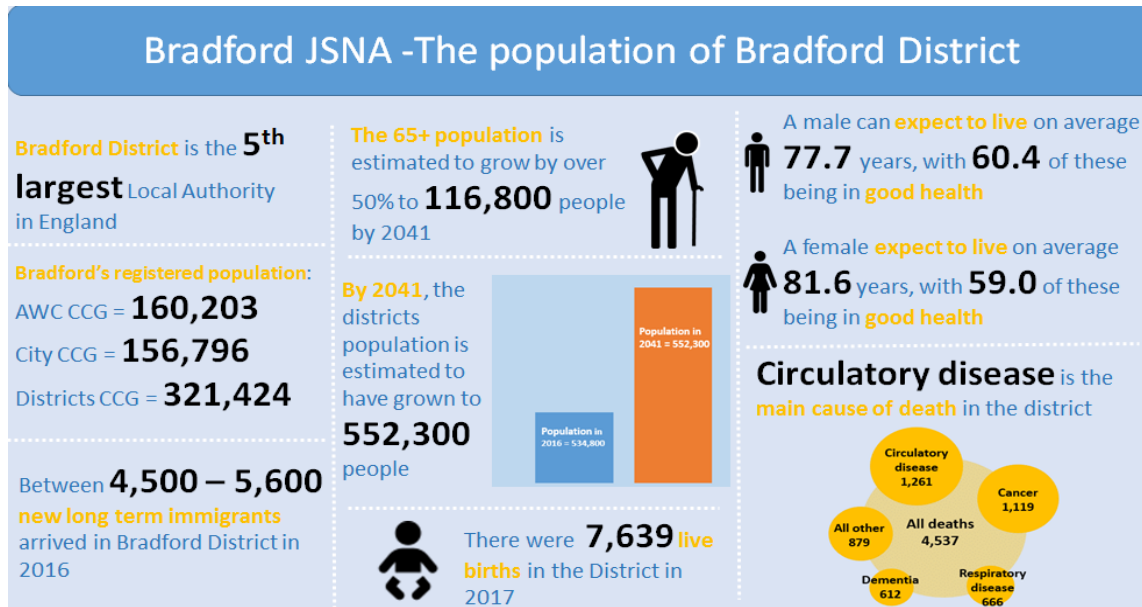 Bradford JSNA -The population of Bradford District
Bradford District is the 5th
largest Local Authority
in England
Bradford's registered population:
AWC CCG = 160,203
City CCG = 156,796
Districts CCG = 321,424
Between 4,500 – 5,600
new long term immigrants
arrived in Bradford District in
2016
The 65+ population is
estimated to grow by over
50% to 116,800 people
by 2041
By 2041, the
districts
population is
estimated to
have grown to
552,300
people
Population in
2016 = 534,800
Population in
2041 = 552,300
There were 7,639 live
births in the District in
2017
A male can expect to live on average
77.7 years, with 60.4 of these
being in good health
A female expect to live on average
81.6 years, with 59.0 of these
being in good health
Circulatory disease is the
main cause of death in the district
Circulatory
disease
1,261
Cancer
1,119
All other
879
All deaths
4,537
Dementia
612
Respiratory
disease
666